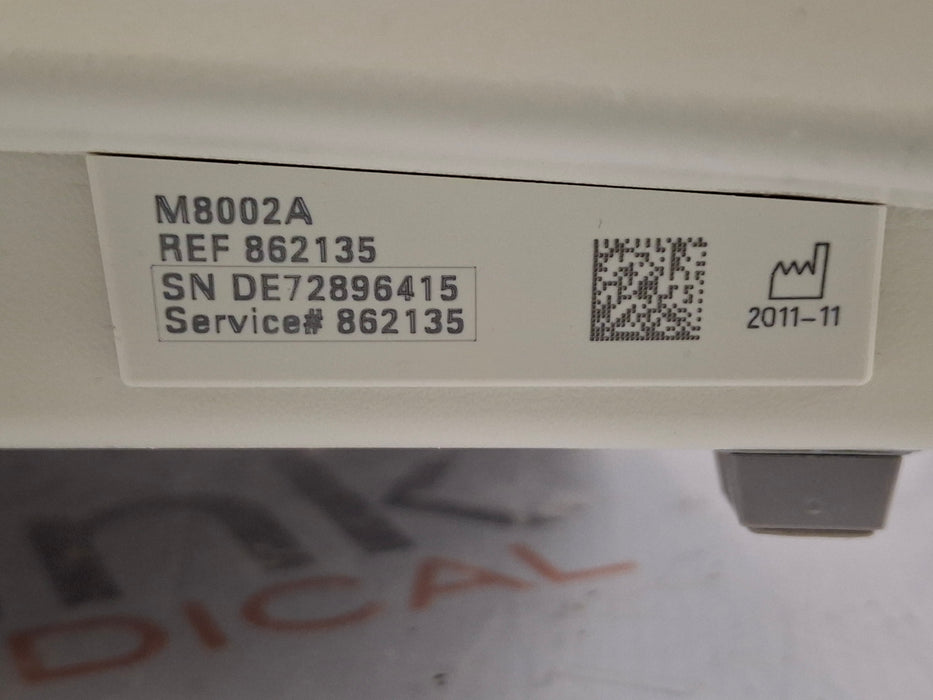 M8002A
REF 862135
SN DE72896415
Service# 862135
2011-11